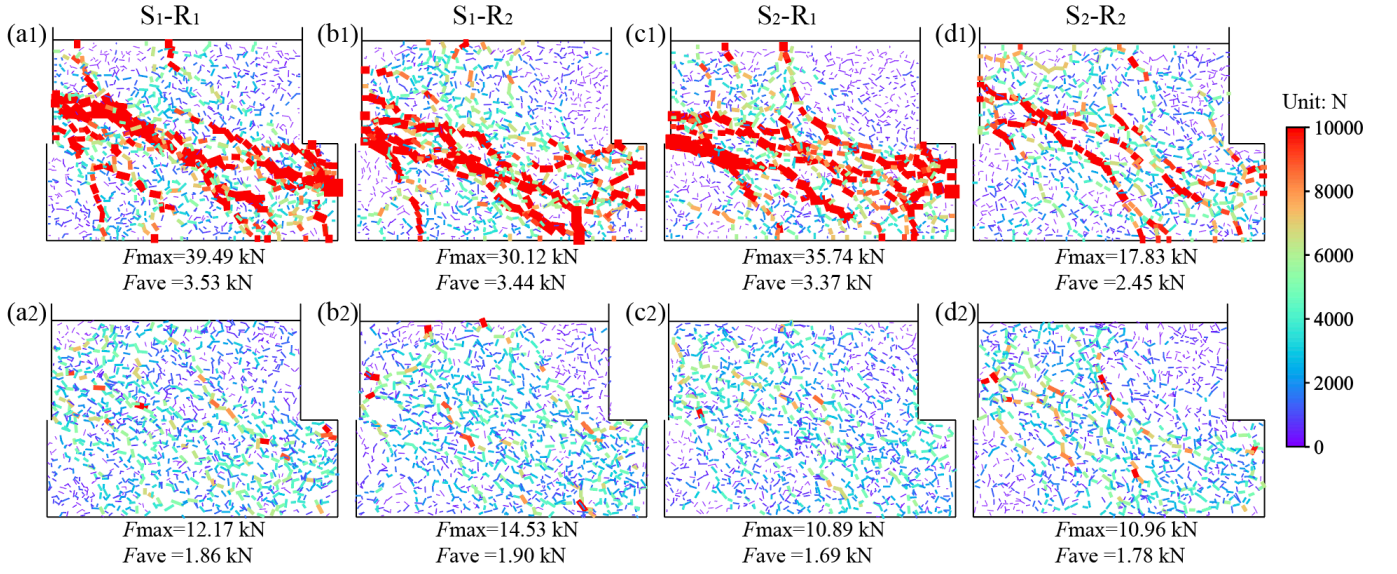 S₁-R₁ S₁-R₂ S₂-R₁ S₂-R₂
(a1) (b1) (c1) (d1)
Unit: N
10000
8000
6000
4000
2000
0
Fmax=39.49 kN Fmax=30.12 kN Fmax=35.74 kN Fmax=17.83 kN
Fave =3.53 kN Fave =3.44 kN Fave =3.37 kN Fave =2.45 kN
(a2) (b2) (c2) (d2)
Fmax=12.17 kN Fmax=14.53 kN Fmax=10.89 kN Fmax=10.96 kN
Fave =1.86 kN Fave =1.90 kN Fave =1.69 kN Fave =1.78 kN